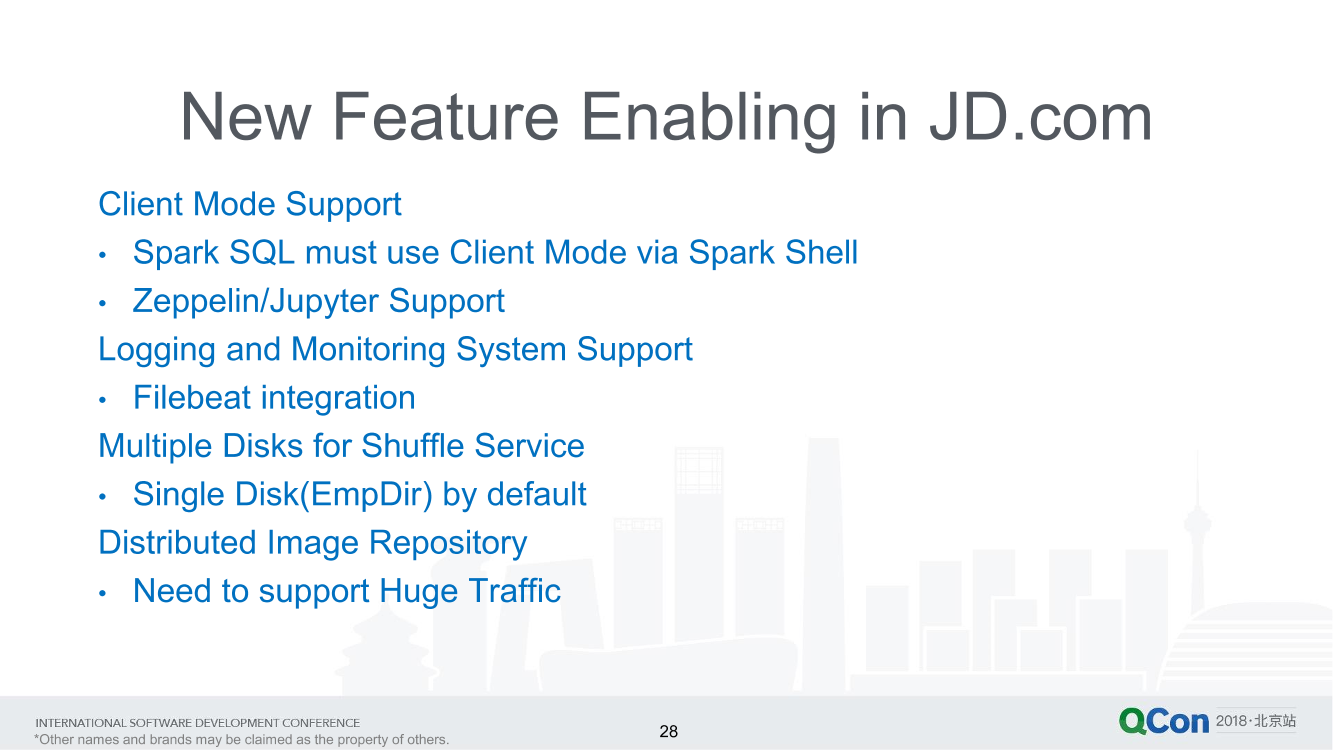 New Feature Enabling in JD.com
Client Mode Support
• Spark SQL must use Client Mode via Spark Shell
• Zeppelin/Jupyter Support
Logging and Monitoring System Support
• Filebeat integration
Multiple Disks for Shuffle Service
• Single Disk(EmpDir) by default
Distributed Image Repository
• Need to support Huge Traffic
INTERNATIONAL SOFTWARE DEVELOPMENT CONFERENCE
*Other names and brands may be claimed as the property of others.
28
QCon 2018·北京站